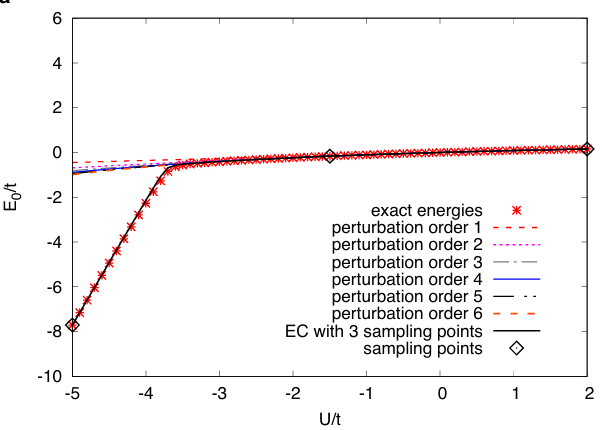 a
6
4
2
0
-2
-4
-6
-8
-10
E0/t
exact energies
perturbation order 1
perturbation order 2
perturbation order 3
perturbation order 4
perturbation order 5
perturbation order 6
EC with 3 sampling points
sampling points
-5 -4 -3 -2 -1 0 1 2
U/t